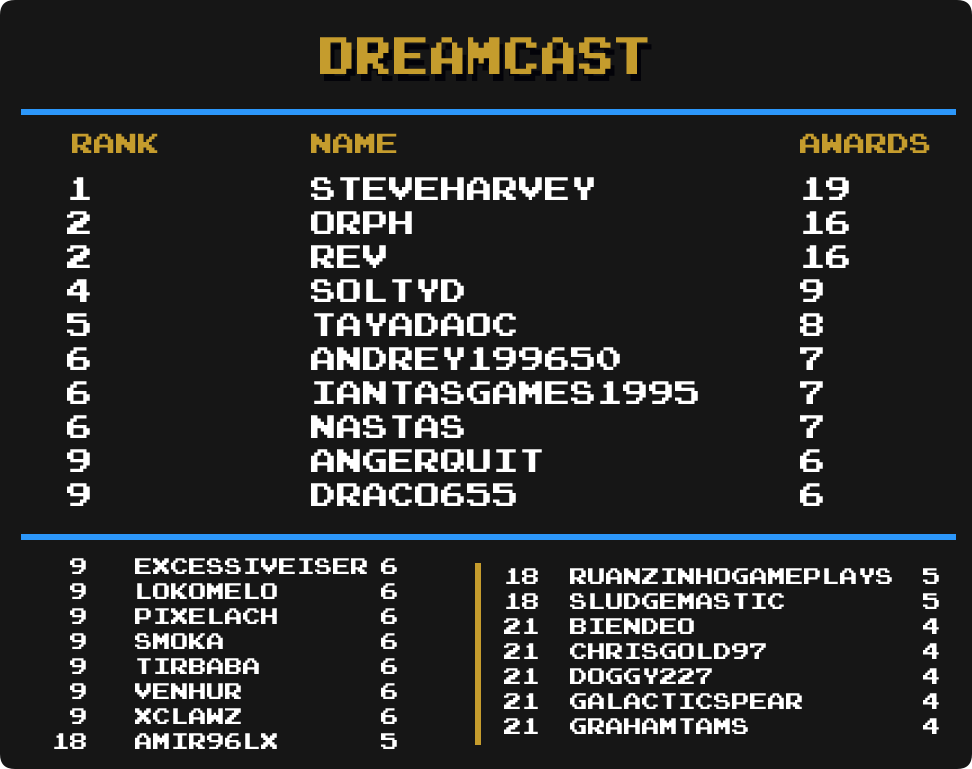 DREAMCAST
RANK NAME AWARDS
1 STEVEHARVEY 19
2 ORPH 16
2 REV 16
4 SOLTYD 9
5 TAYADAOC 8
6 ANDREY199650 7
6 IANTASGAMES1995 7
6 NASTAS 7
9 ANGERQUIT 6
9 DRACO655 6
9 EXCESSIVEISER 6
9 LOKOMELO 6
9 PIXELACH 6
9 SMOKA 6
9 TIRBABA 6
9 VENHUR 6
9 XCLAWZ 6
18 AMIR96LX 5
18 RUANZINHOGAMEPLAYS 5
18 SLUDGEMASTIC 5
21 BIENDEO 4
21 CHRISGOLD97 4
21 DOGGY227 4
21 GALACTICSPEAR 4
21 GRAHAMTAMS 4